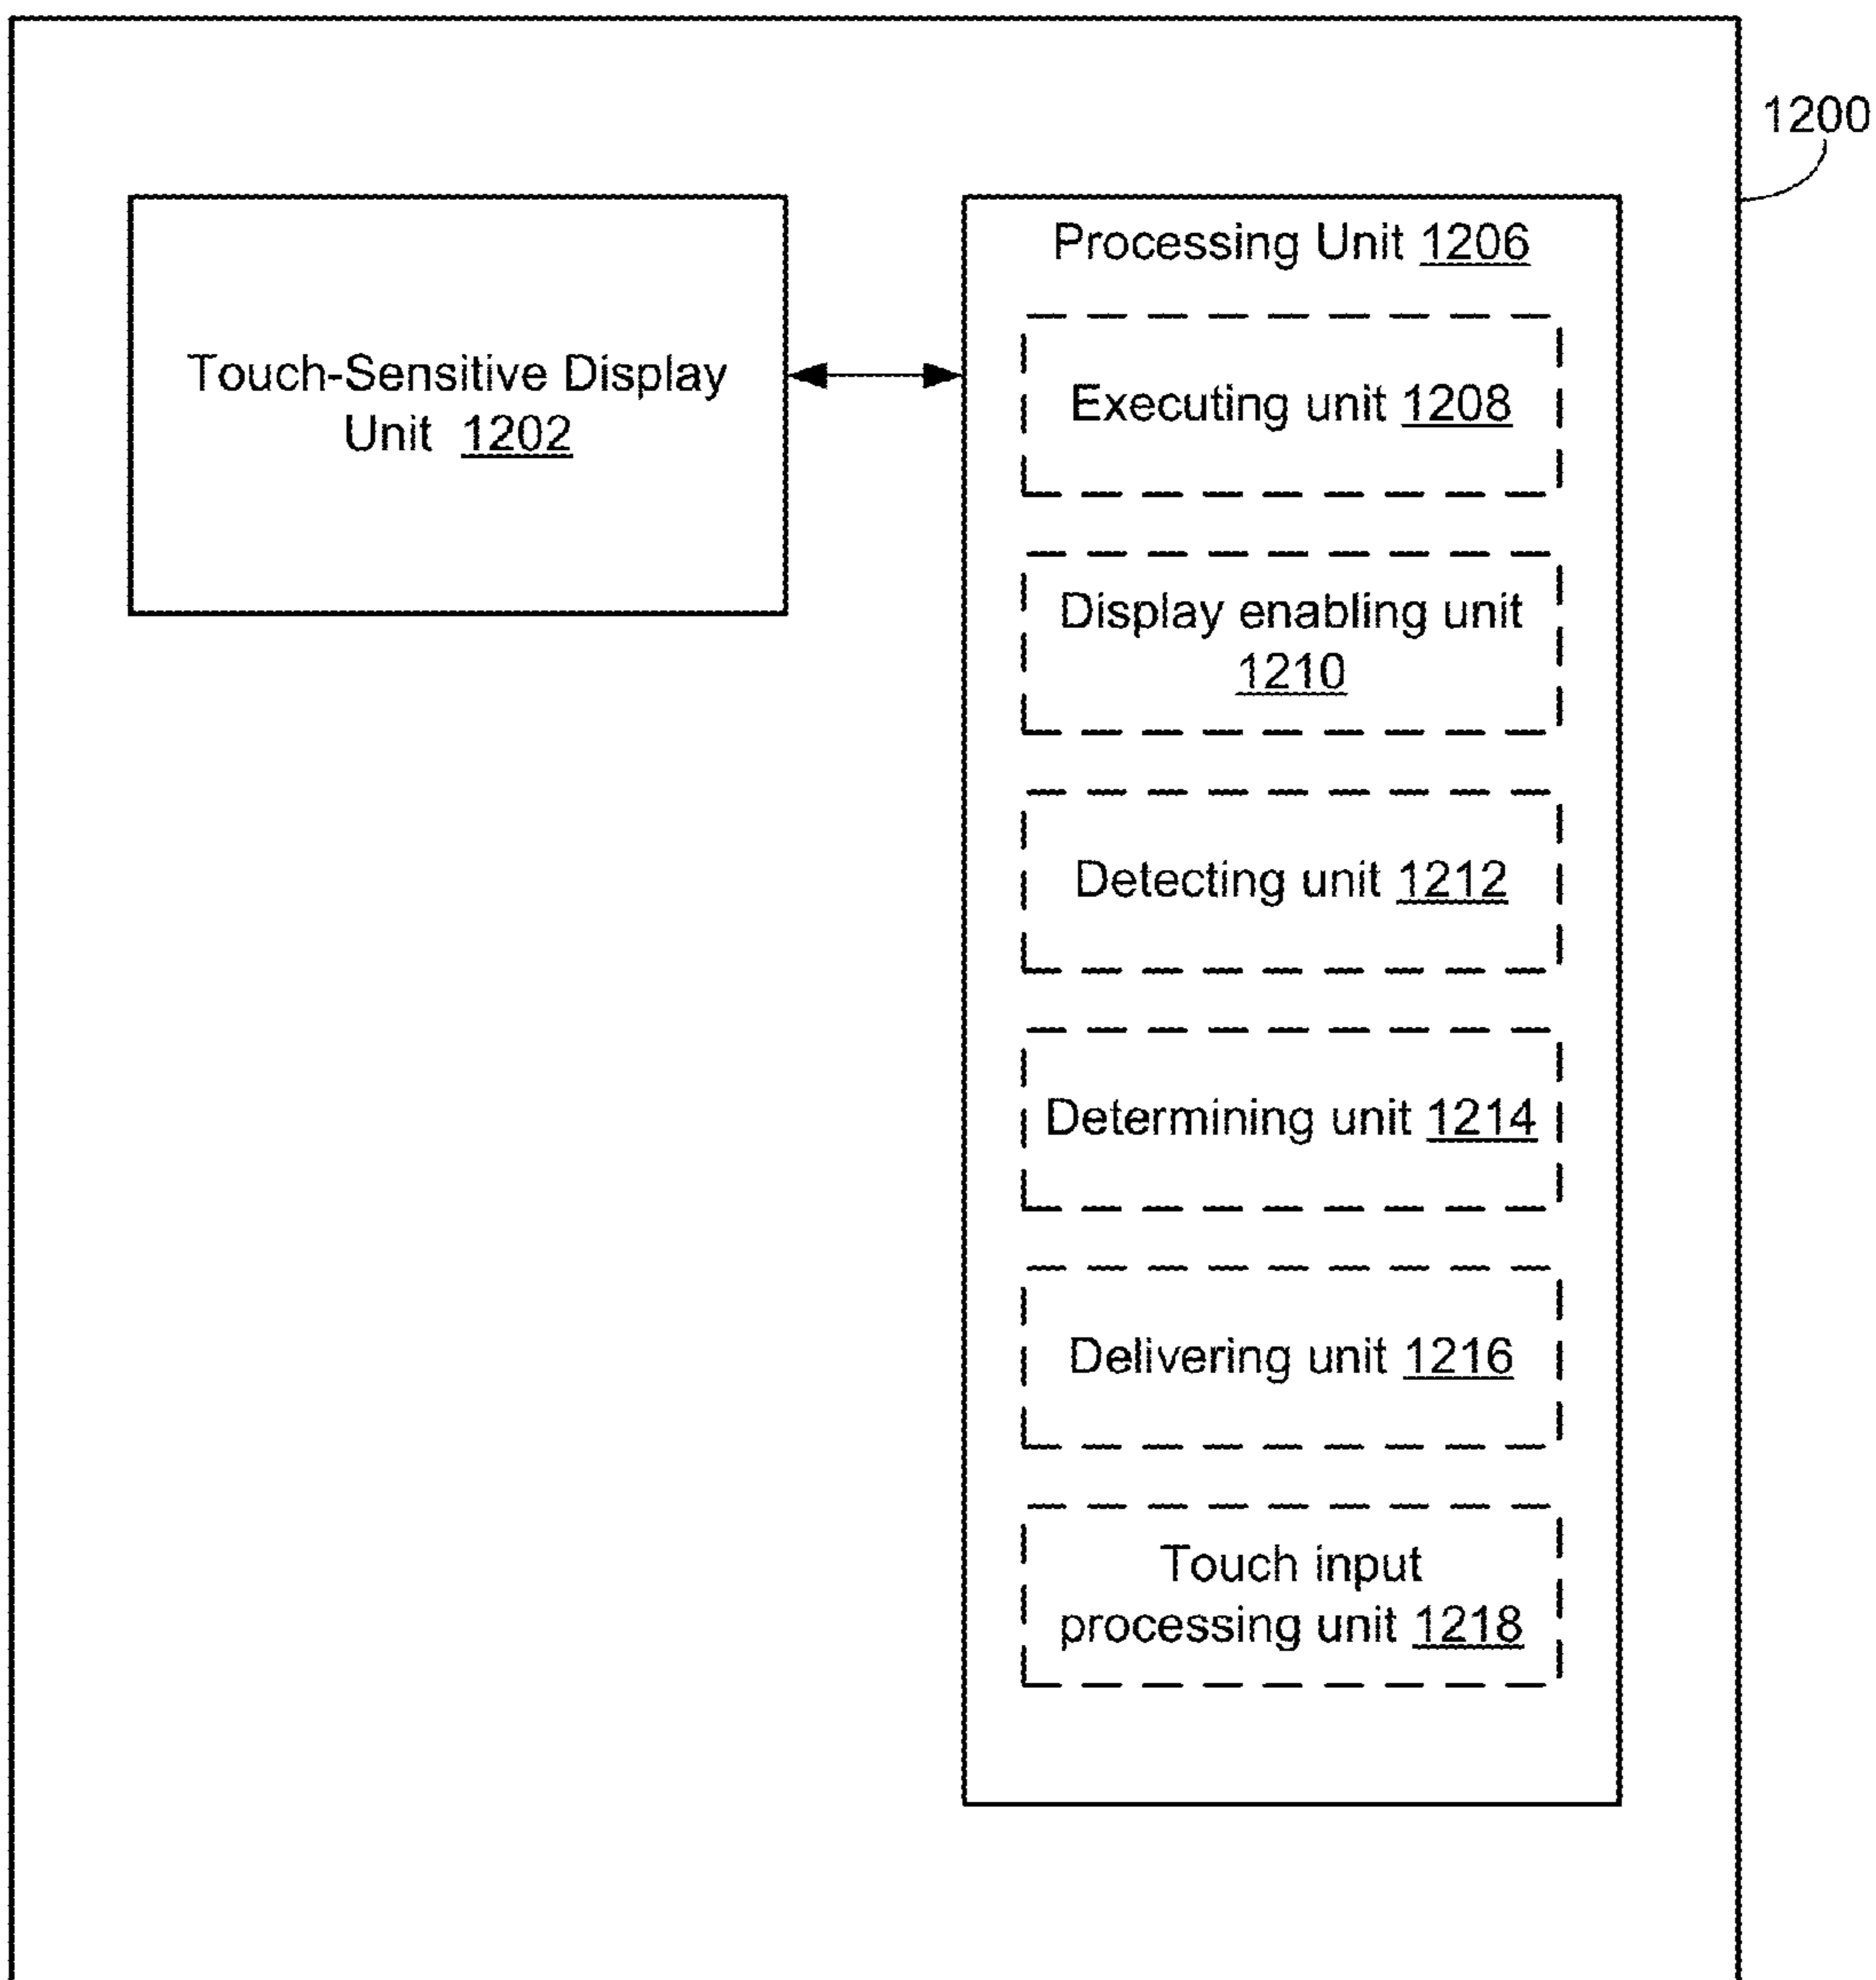 1200
Touch-Sensitive Display
Unit 1202
Processing Unit 1206
Executing unit 1208
Display enabling unit
1210
Detecting unit 1212
Determining unit 1214
Delivering unit 1216
Touch input
processing unit 1218